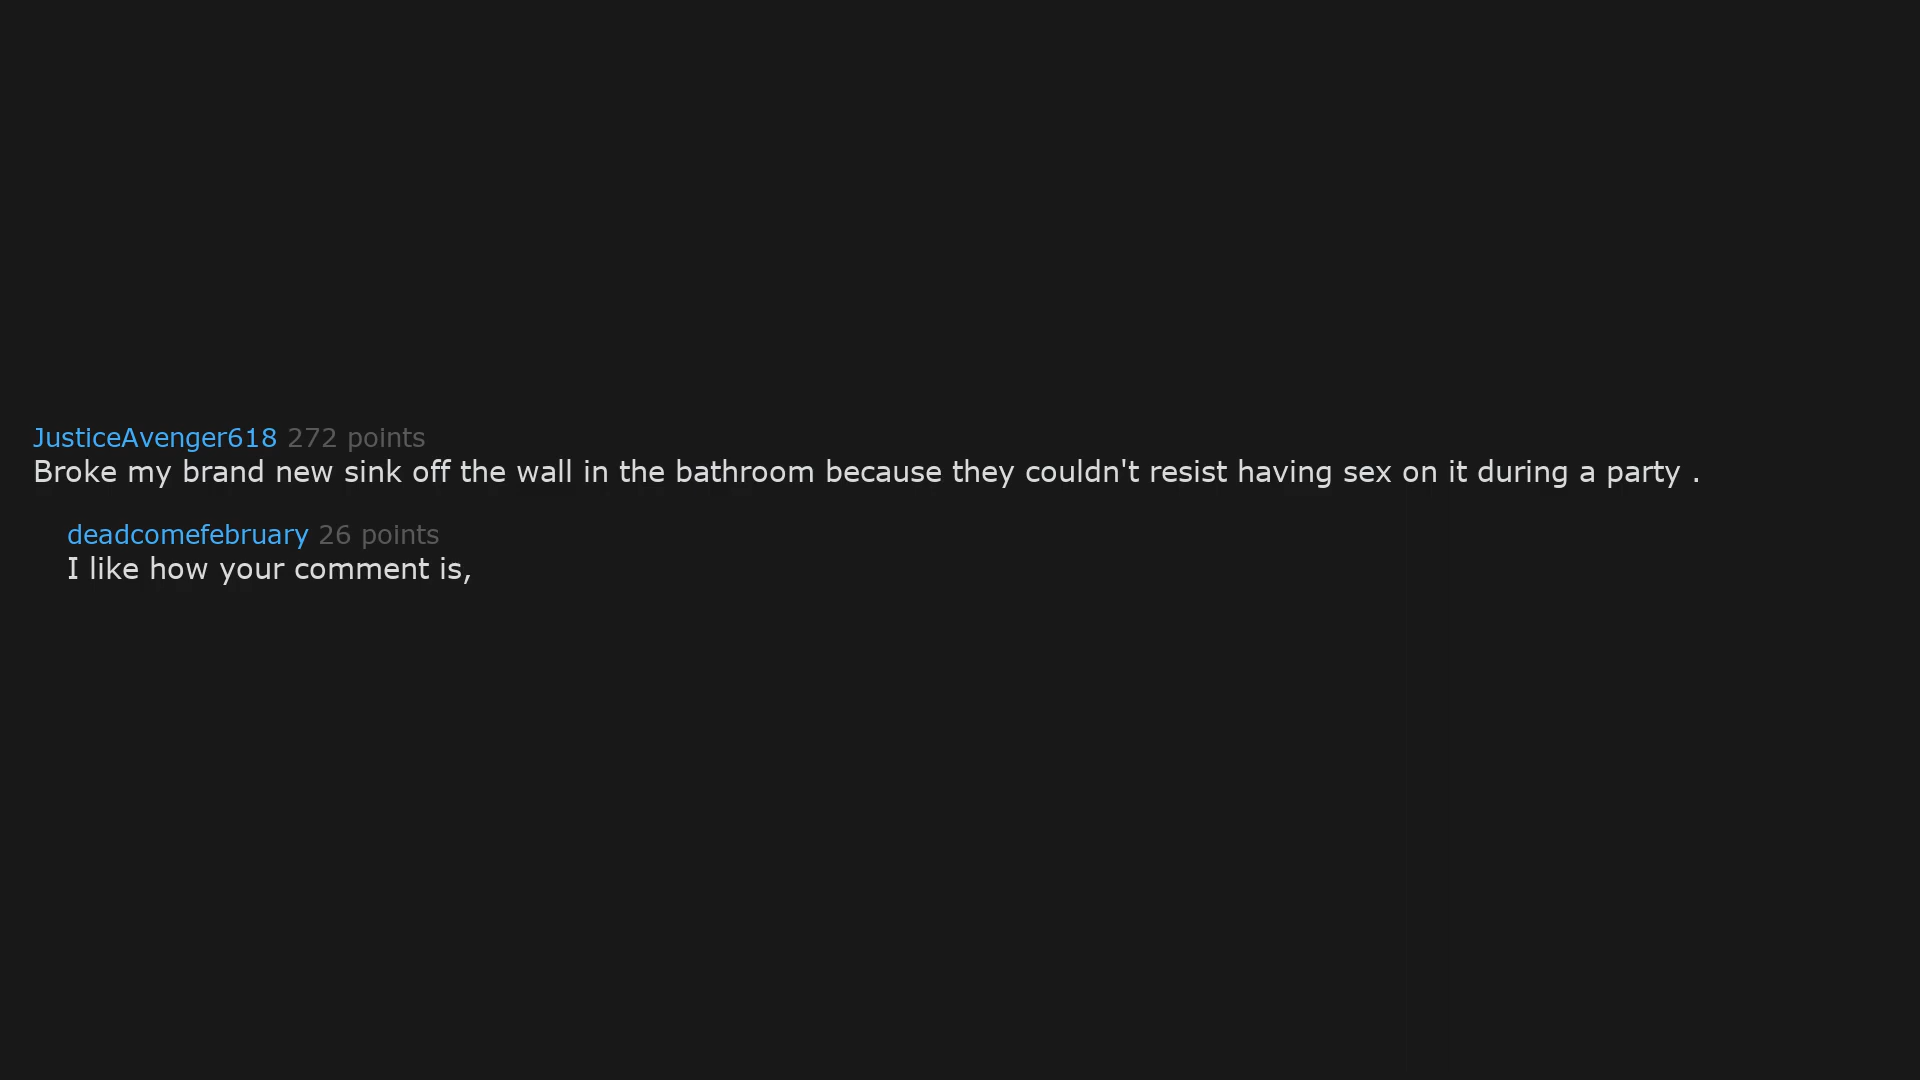 JusticeAvenger618 272 points
Broke my brand new sink off the wall in the bathroom because they couldn't resist having sex on it during a party .
deadcomefebruary 26 points
I like how your comment is,